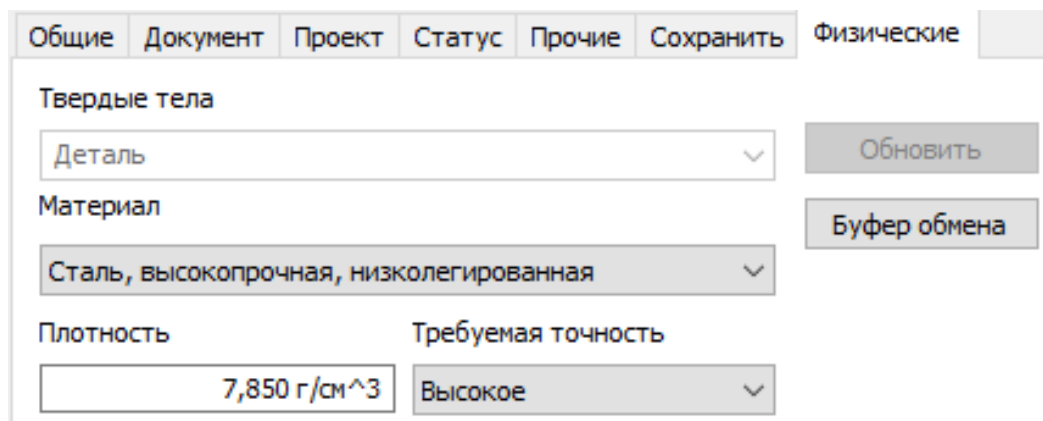 Общие Документ Проект Статус Прочие Сохранить Физические
Твердые тела
Деталь
Обновить
Материал
Буфер обмена
Сталь, высокопрочная, низколегированная
Плотность Требуемая точность
7,850 г/см^3 Высокое